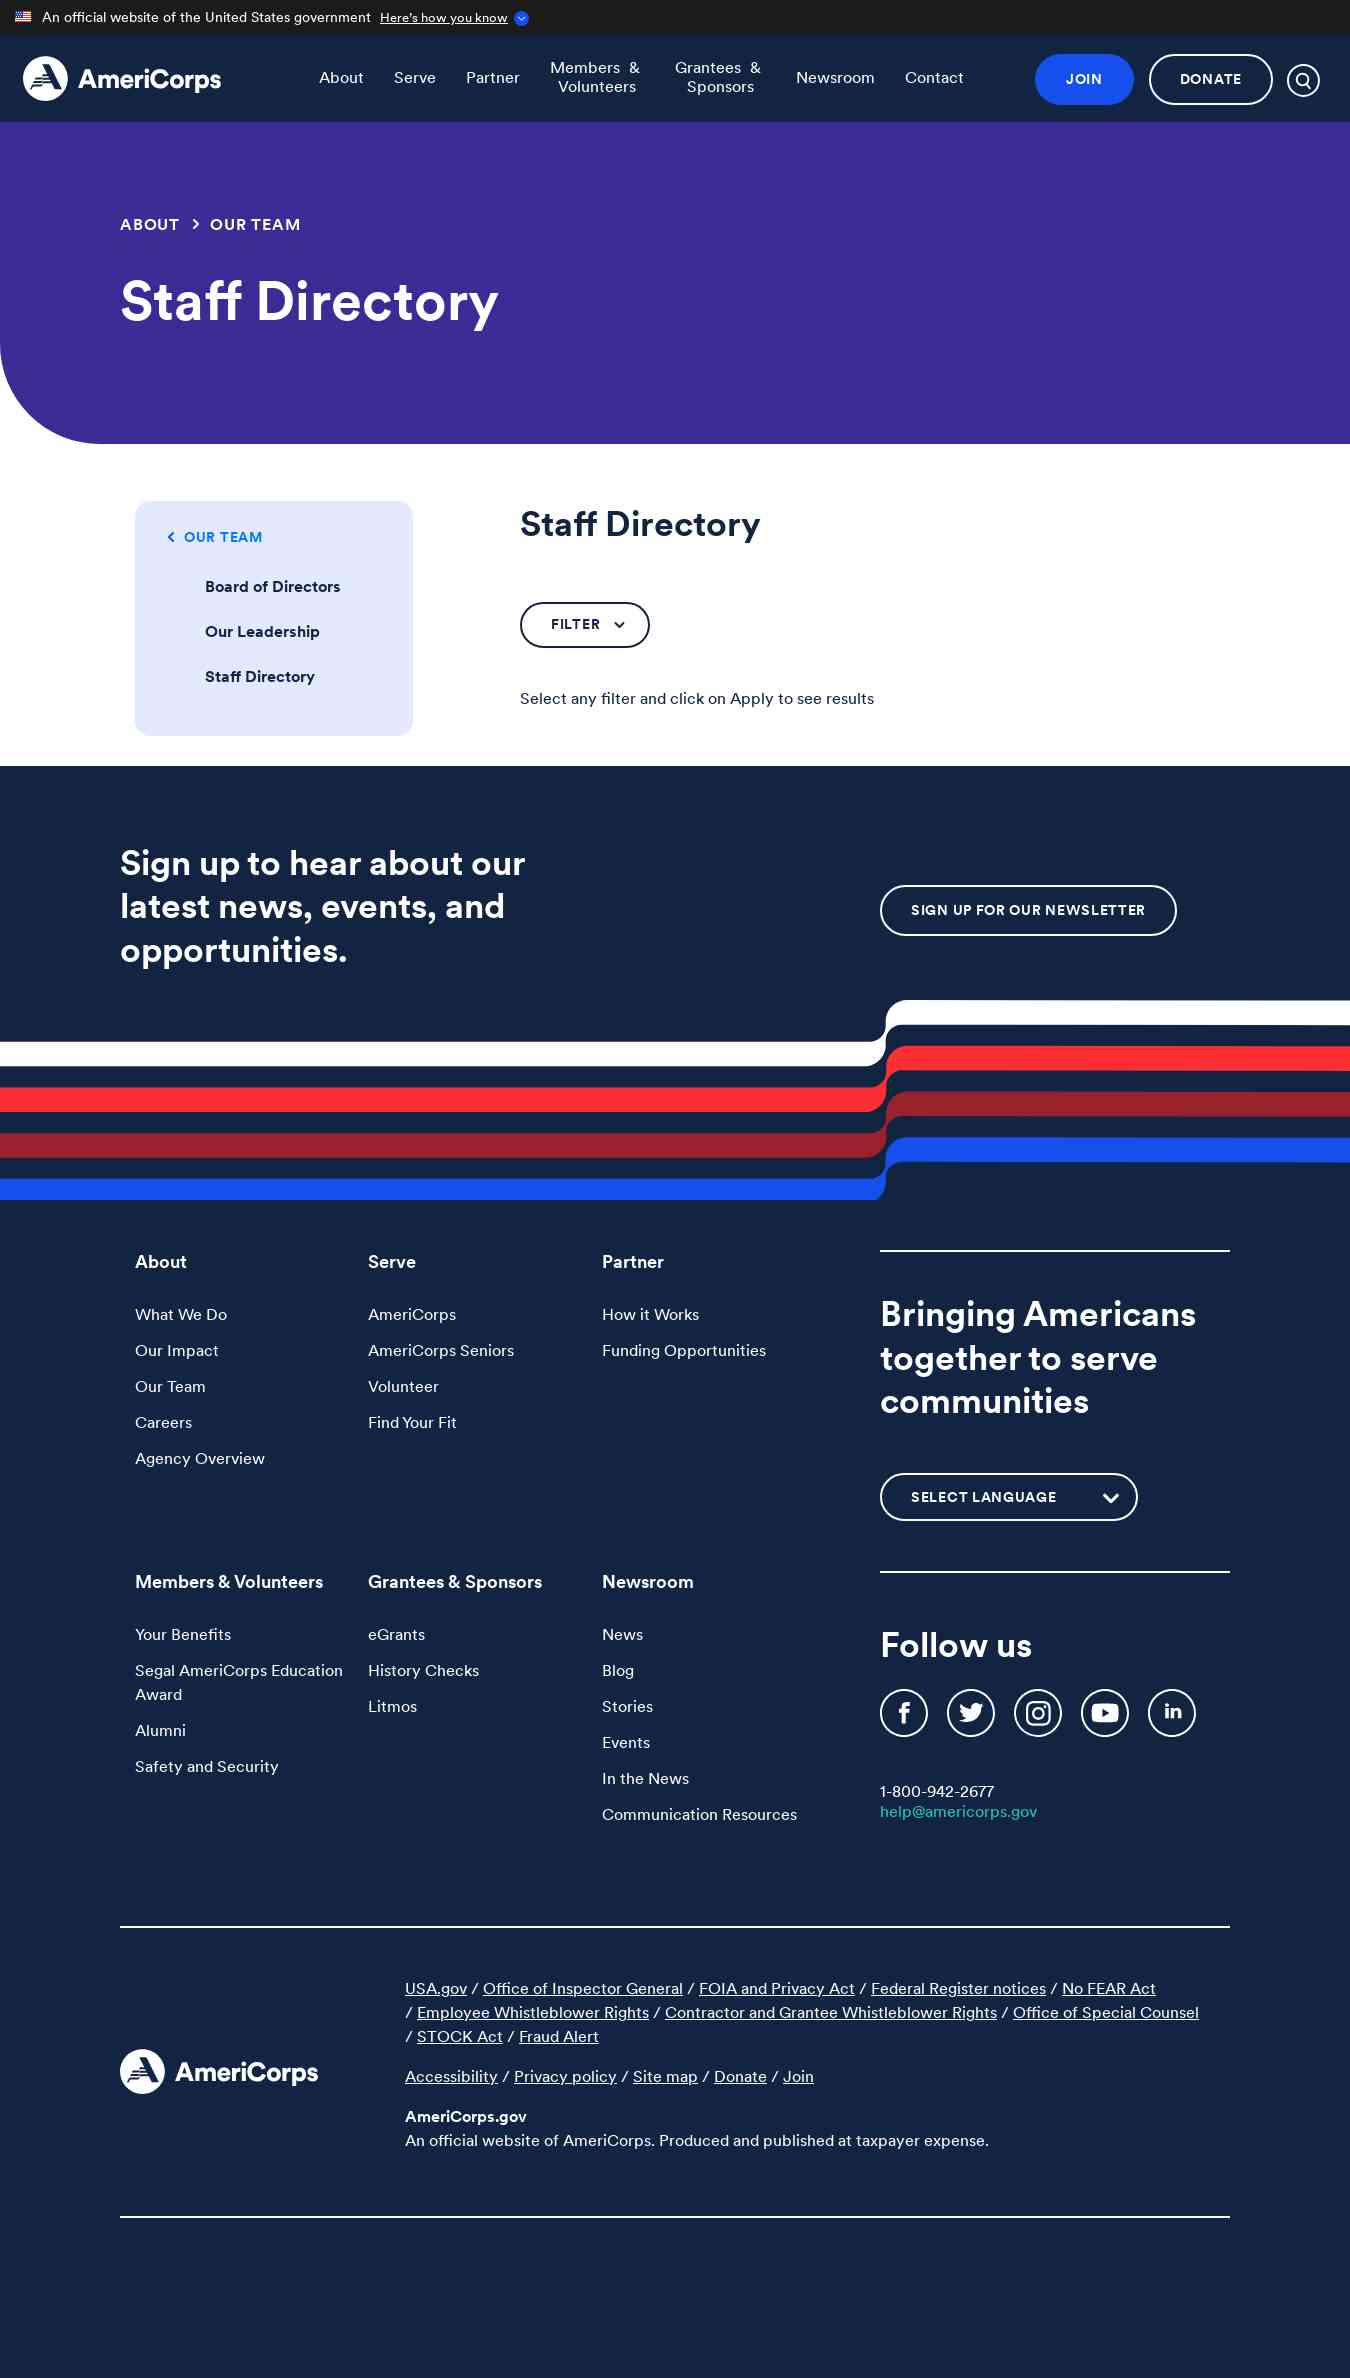 An official website of the United States government Here's how you know
AmeriCorps
About
Serve
Partner
Members &
Volunteers
Grantees &
Sponsors
Newsroom
Contact
JOIN
DONATE
ABOUT > OUR TEAM
Staff Directory
OUR TEAM
Board of Directors
Our Leadership
Staff Directory
Staff Directory
FILTER
Select any filter and click on Apply to see results
Sign up to hear about our
latest news, events, and
opportunities.
SIGN UP FOR OUR NEWSLETTER
About
What We Do
Our Impact
Our Team
Careers
Agency Overview
Serve
AmeriCorps
AmeriCorps Seniors
Volunteer
Find Your Fit
Partner
How it Works
Funding Opportunities
Bringing Americans
together to serve
communities
SELECT LANGUAGE
Members & Volunteers
Your Benefits
Segal AmeriCorps Education
Award
Alumni
Safety and Security
Grantees & Sponsors
eGrants
History Checks
Litmos
Newsroom
News
Blog
Stories
Events
In the News
Communication Resources
Follow us
1-800-942-2677
help@americorps.gov
AmeriCorps
USA.gov / Office of Inspector General / FOIA and Privacy Act / Federal Register notices / No FEAR Act
/ Employee Whistleblower Rights / Contractor and Grantee Whistleblower Rights / Office of Special Counsel
/ STOCK Act / Fraud Alert
Accessibility / Privacy policy / Site map / Donate / Join
AmeriCorps.gov
An official website of AmeriCorps. Produced and published at taxpayer expense.